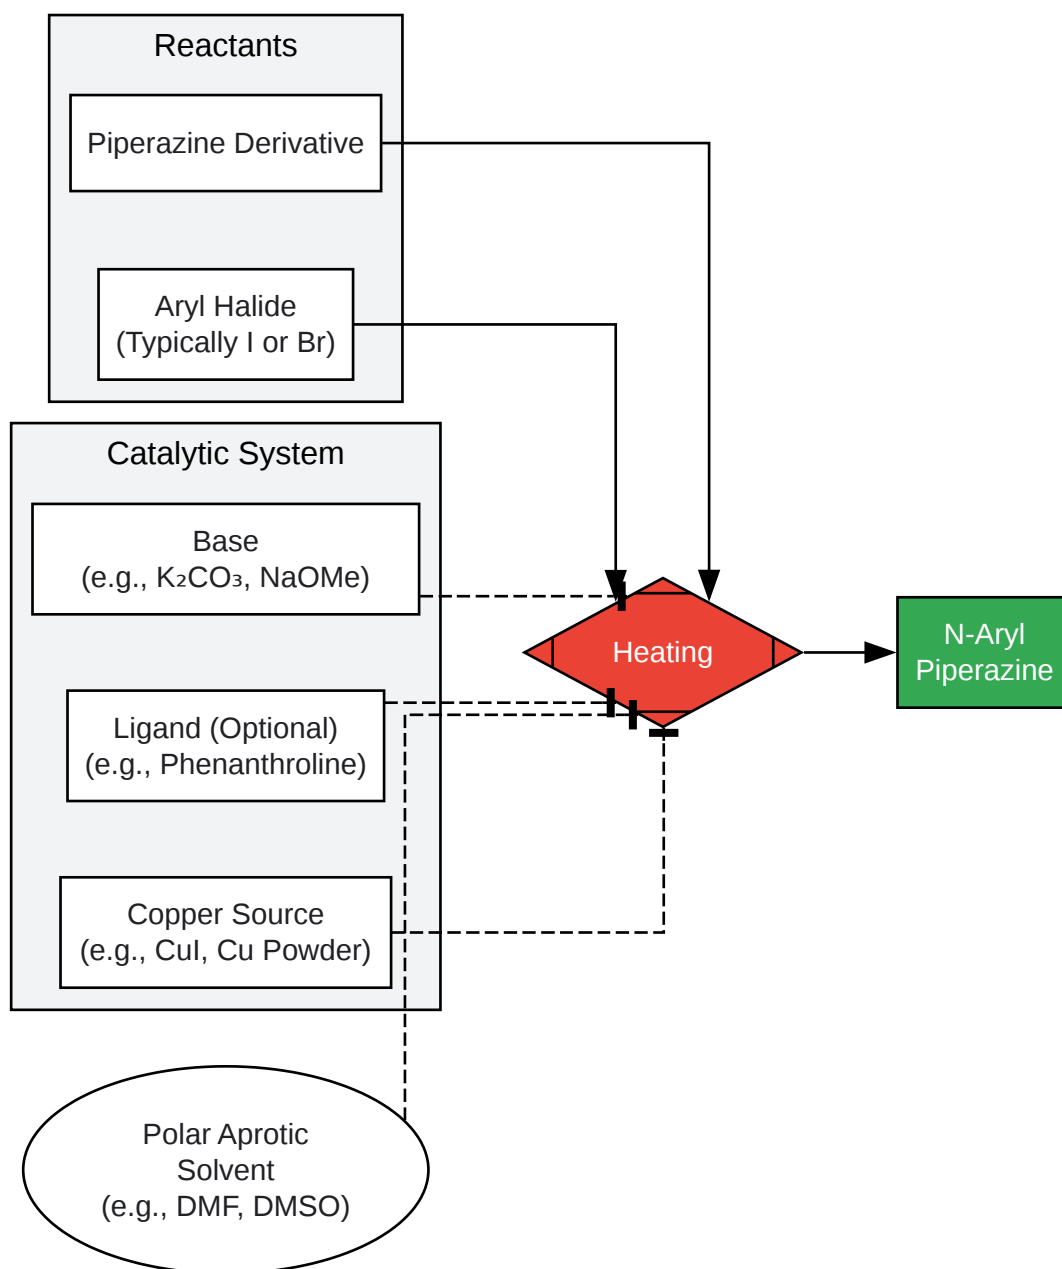 Reactants
Piperazine Derivative
Aryl Halide
(Typically I or Br)
Catalytic System
Base
(e.g., K₂CO₃, NaOMe)
Ligand (Optional)
(e.g., Phenanthroline)
Copper Source
(e.g., CuI, Cu Powder)
Polar Aprotic
Solvent
(e.g., DMF, DMSO)
Heating
N-Aryl
Piperazine